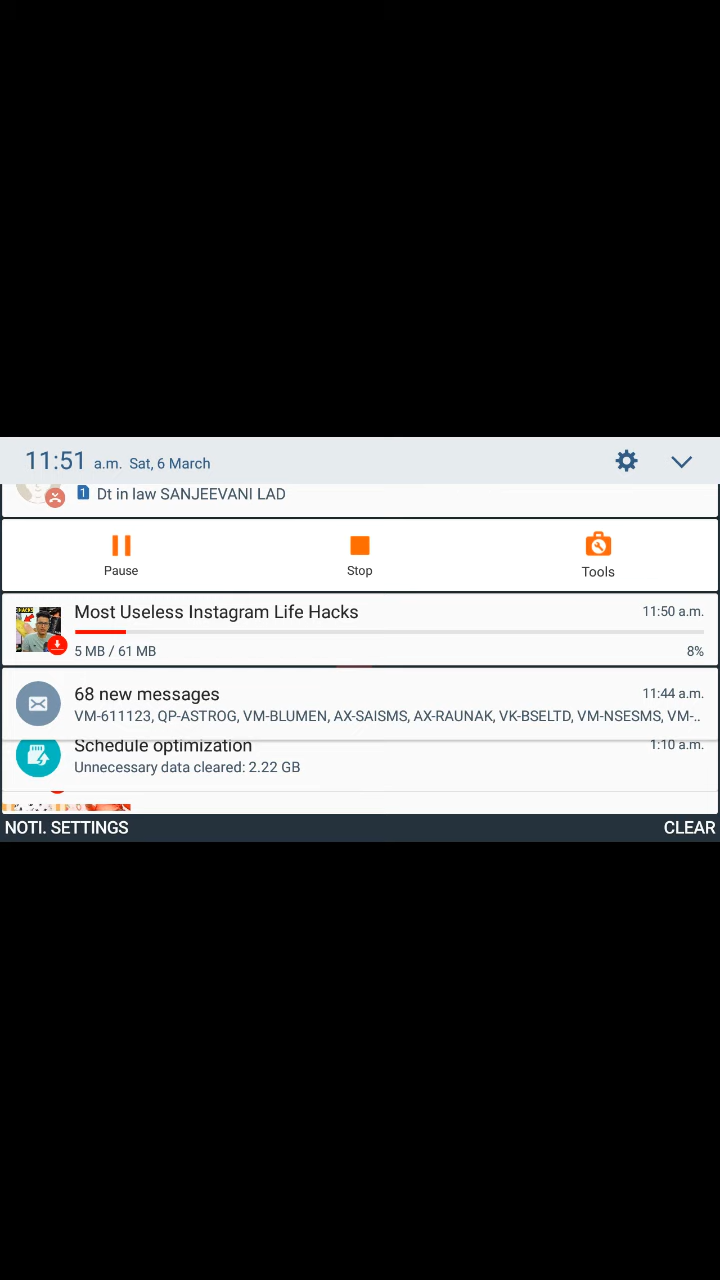 11:51 a.m. Sat, 6 March
1 Dt in law SANJEEVANI LAD
Pause Stop Tools
Most Useless Instagram Life Hacks 11:50 a.m.
5 MB / 61 MB 8%
68 new messages 11:44 a.m.
VM-611123, QP-ASTROG, VM-BLUMEN, AX-SAISMS, AX-RAUNAK, VK-BSELTD, VM-NSESMS, VM-..
Schedule optimization 1:10 a.m.
Unnecessary data cleared: 2.22 GB
NOTI. SETTINGS CLEAR